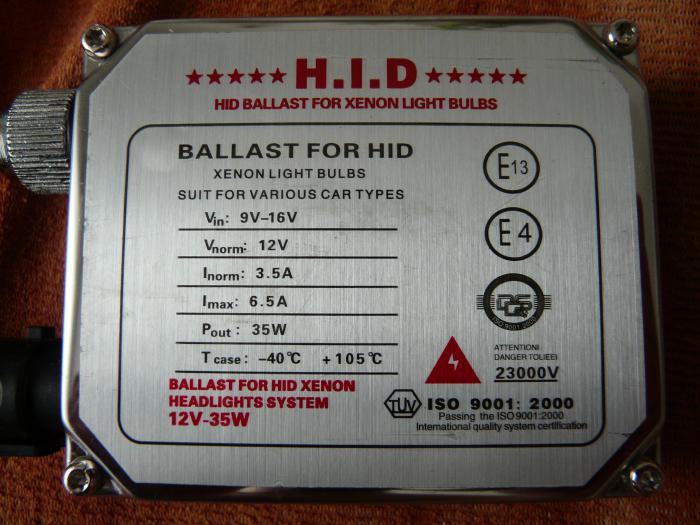 ★★★★★ H.I.D ★★★★★
HID BALLAST FOR XENON LIGHT BULBS
BALLAST FOR HID
XENON LIGHT BULBS
SUIT FOR VARIOUS CAR TYPES
Vin: 9V-16V
Vnorm: 12V
Inorm: 3.5A
Imax: 6.5A
Pout: 35W
Tcase: -40℃ +105℃
E13
E4
ISO 9001:2000
ATTENTION!
DANGER TOLIEEI
23000V
BALLAST FOR HID XENON
HEADLIGHTS SYSTEM
12V-35W
TUV ISO 9001: 2000
Passing the ISO9001:2000
International quality system certification